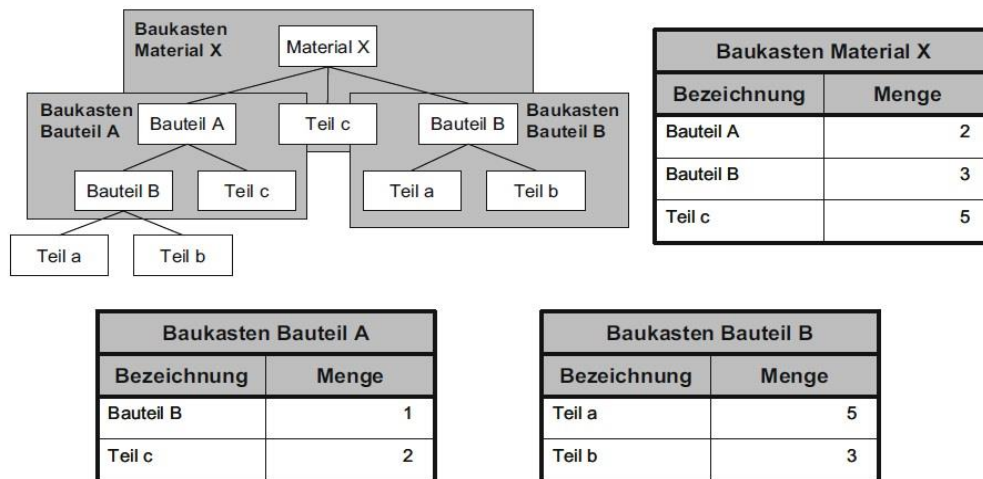 Baukasten
Material X
Material X
Baukasten
Bauteil A
Bauteil A
Teil c
Bauteil B
Baukasten
Bauteil B
Bauteil B
Teil c
Teil a
Teil b
Teil a
Teil b
Baukasten Material X
Bezeichnung Menge
Bauteil A 2
Bauteil B 3
Teil c 5
Baukasten Bauteil A
Bezeichnung Menge
Bauteil B 1
Teil c 2
Baukasten Bauteil B
Bezeichnung Menge
Teil a 5
Teil b 3